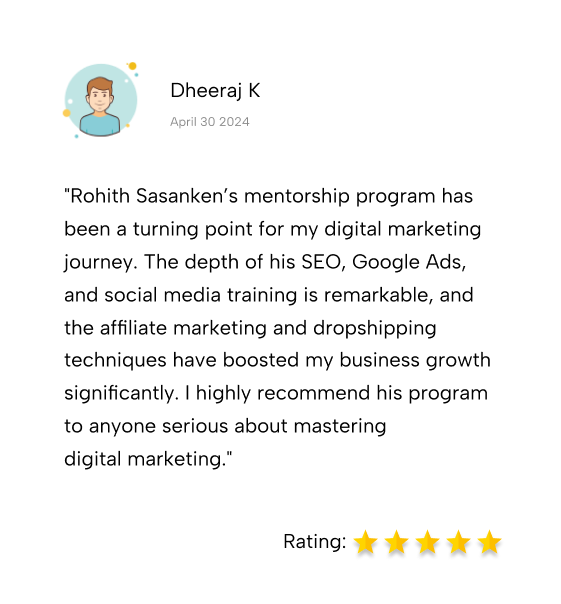 Dheeraj K
April 30 2024
"Rohith Sasanken’s mentorship program has
been a turning point for my digital marketing
journey. The depth of his SEO, Google Ads,
and social media training is remarkable, and
the affiliate marketing and dropshipping
techniques have boosted my business growth
significantly. I highly recommend his program
to anyone serious about mastering
digital marketing."
Rating: